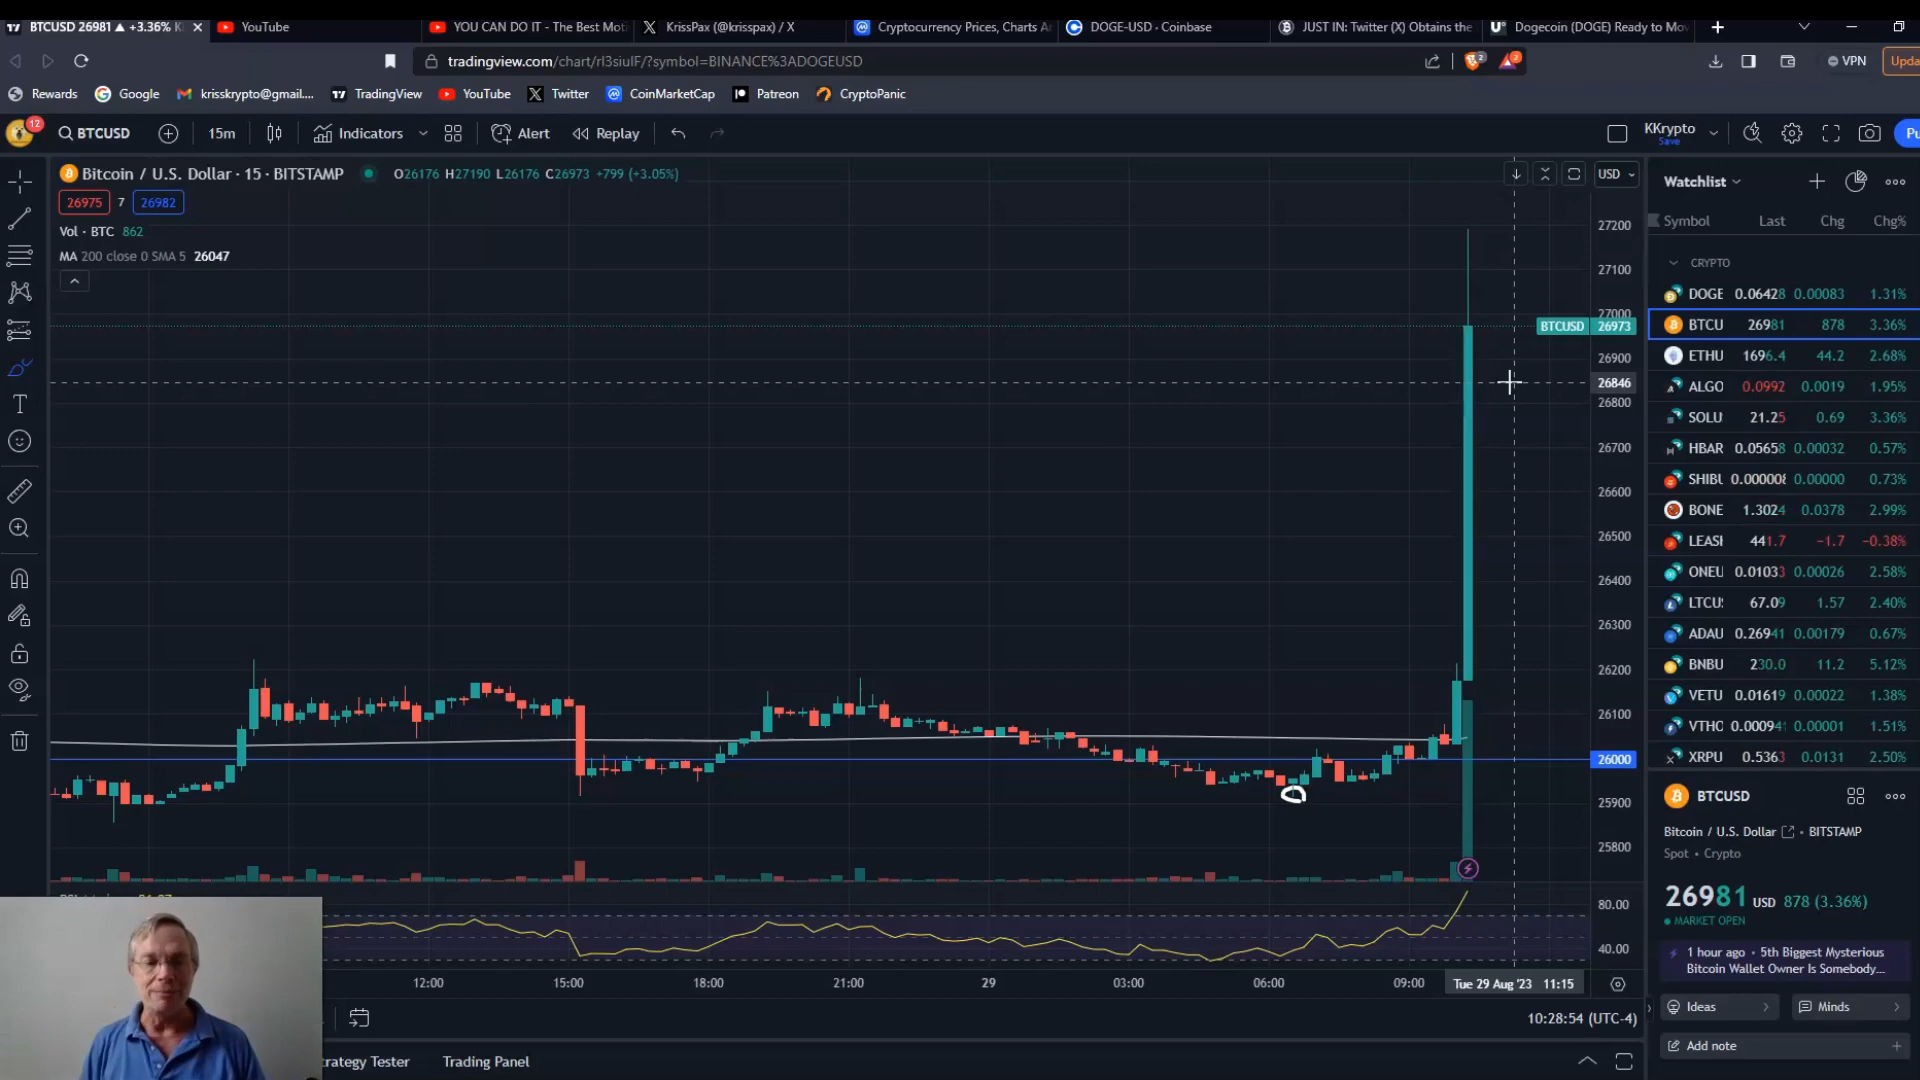 BTCUSD 26981 ▲ +3.36% K
YouTube
YOU CAN DO IT - The Best Moti
KrissPax (@krisspax) / X
Cryptocurrency Prices, Charts A
DOGE-USD · Coinbase
JUST IN: Twitter (X) Obtains the
Dogecoin (DOGE) Ready to Mov
tradingview.com/chart/rl3siulF/?symbol=BINANCE%3ADOGEUSD
2
2
VPN
Upda
Rewards
Google
krisskrypto@gmail....
TradingView
YouTube
Twitter
CoinMarketCap
Patreon
CryptoPanic
12
BTCUSD
15m
Indicators
Alert
Replay
KKrypto
Save
Pu
Bitcoin / U.S. Dollar · 15 · BITSTAMP
O26176 H27190 L26176 C26973 +799 (+3.05%)
USD
26975
7
26982
Vol · BTC 862
MA 200 close 0 SMA 5 26047
27200
27100
27000
BTCUSD 26973
26900
26846
26800
26700
26600
26500
26400
26300
26200
26100
26000
25900
25800
80.00
40.00
12:00
15:00
18:00
21:00
29
03:00
06:00
09:00
Tue 29 Aug '23 11:15
10:28:54 (UTC-4)
trategy Tester
Trading Panel
Watchlist
Symbol Last Chg Chg%
CRYPTO
DOGE 0.06428 0.00083 1.31%
BTCU 26981 878 3.36%
ETHU 1696.4 44.2 2.68%
ALGO 0.0992 0.0019 1.95%
SOLU 21.25 0.69 3.36%
HBAR 0.05658 0.00032 0.57%
SHIBU 0.000008 0.00000 0.73%
BONE 1.3024 0.0378 2.99%
LEASH 441.7 −1.7 −0.38%
ONEU 0.01033 0.00026 2.58%
LTCUS 67.09 1.57 2.40%
ADAU 0.26941 0.00179 0.67%
BNBU 230.0 11.2 5.12%
VETU 0.01619 0.00022 1.38%
VTHO 0.000941 0.00001 1.51%
XRPU 0.5363 0.0131 2.50%
BTCUSD
Bitcoin / U.S. Dollar · BITSTAMP
Spot · Crypto
26981 USD 878 (3.36%)
MARKET OPEN
1 hour ago · 5th Biggest Mysterious
Bitcoin Wallet Owner Is Somebody...
Ideas
Minds
Add note